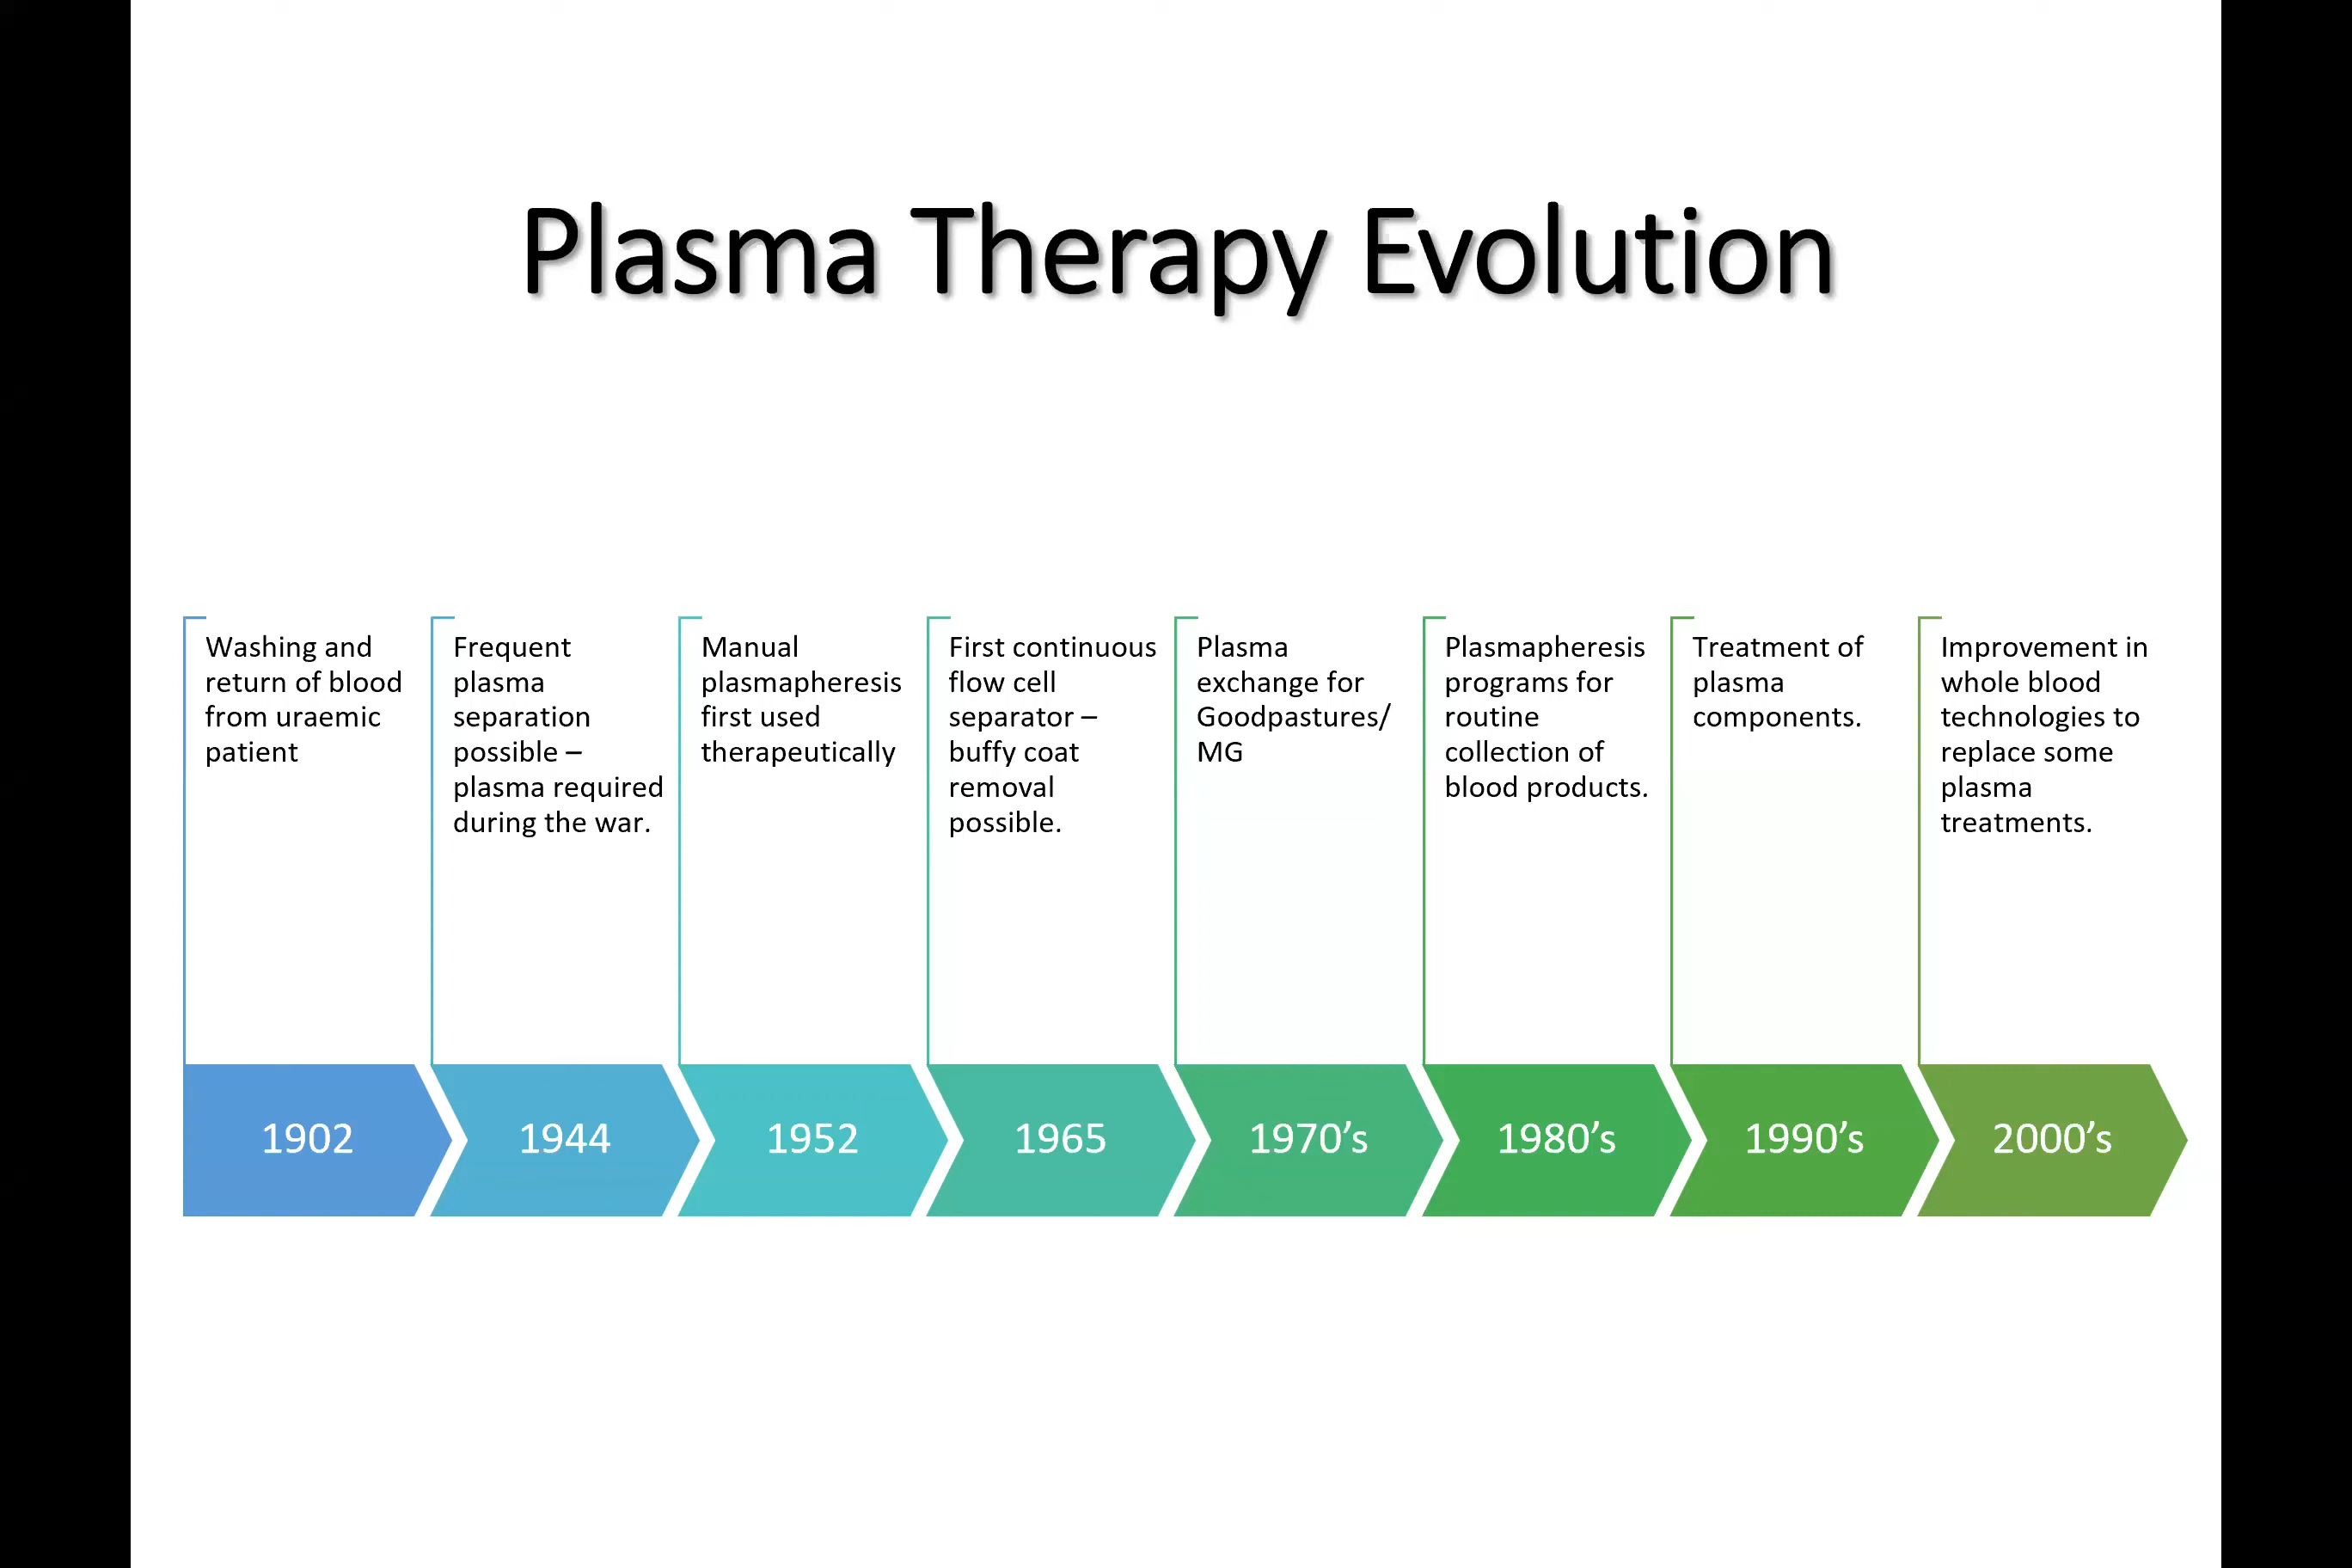 Plasma Therapy Evolution
Washing and
return of blood
from uraemic
patient
Frequent
plasma
separation
possible –
plasma required
during the war.
Manual
plasmapheresis
first used
therapeutically
First continuous
flow cell
separator –
buffy coat
removal
possible.
Plasma
exchange for
Goodpastures/
MG
Plasmapheresis
programs for
routine
collection of
blood products.
Treatment of
plasma
components.
Improvement in
whole blood
technologies to
replace some
plasma
treatments.
1902
1944
1952
1965
1970’s
1980’s
1990’s
2000’s